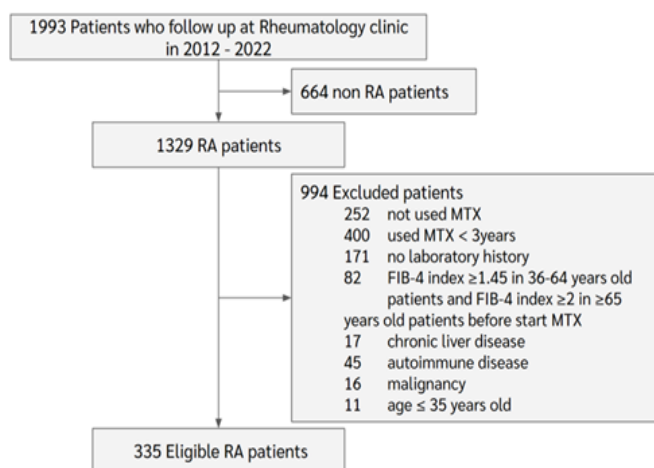 1993 Patients who follow up at Rheumatology clinic
in 2012 - 2022
664 non RA patients
1329 RA patients
994 Excluded patients
252 not used MTX
400 used MTX < 3years
171 no laboratory history
82 FIB-4 index ≥1.45 in 36-64 years old
patients and FIB-4 index ≥2 in ≥65
years old patients before start MTX
17 chronic liver disease
45 autoimmune disease
16 malignancy
11 age ≤ 35 years old
335 Eligible RA patients